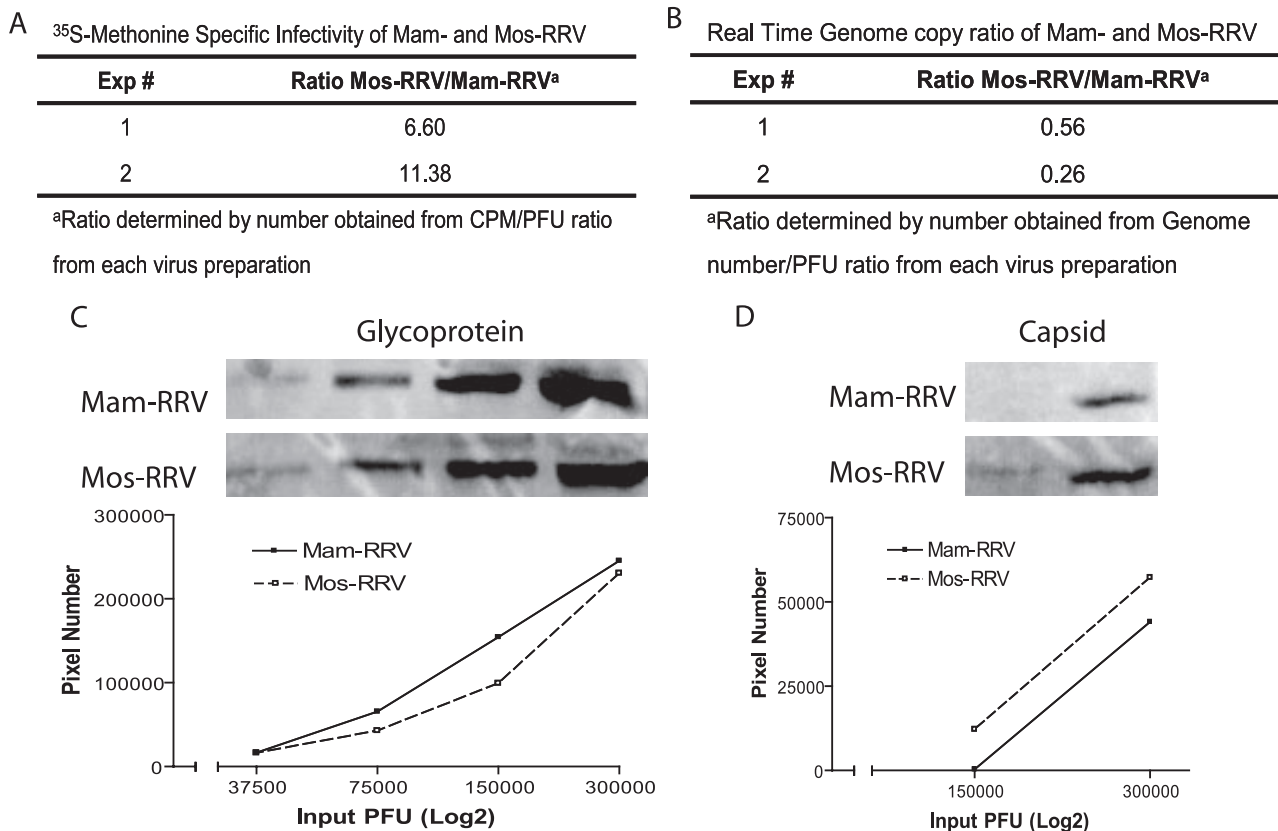 A
³⁵S-Methonine Specific Infectivity of Mam- and Mos-RRV
Exp # Ratio Mos-RRV/Mam-RRVᵃ
1 6.60
2 11.38
ᵃRatio determined by number obtained from CPM/PFU ratio
from each virus preparation
B
Real Time Genome copy ratio of Mam- and Mos-RRV
Exp # Ratio Mos-RRV/Mam-RRVᵃ
1 0.56
2 0.26
ᵃRatio determined by number obtained from Genome
number/PFU ratio from each virus preparation
C
Glycoprotein
Mam-RRV
Mos-RRV
300000
200000
100000
0
Pixel Number
Mam-RRV
Mos-RRV
37500 75000 150000 300000
Input PFU (Log2)
D
Capsid
Mam-RRV
Mos-RRV
75000
50000
25000
0
Pixel Number
Mam-RRV
Mos-RRV
150000 300000
Input PFU (Log2)